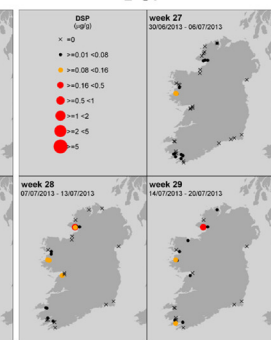 DSP
(µg/g)
× =0
>=0.01 <0.08
>=0.08 <0.16
>=0.16 <0.5
>=0.5 <1
>=1 <2
>=2 <5
>=5
week 27
30/06/2013 - 06/07/2013
week 28
07/07/2013 - 13/07/2013
week 29
14/07/2013 - 20/07/2013